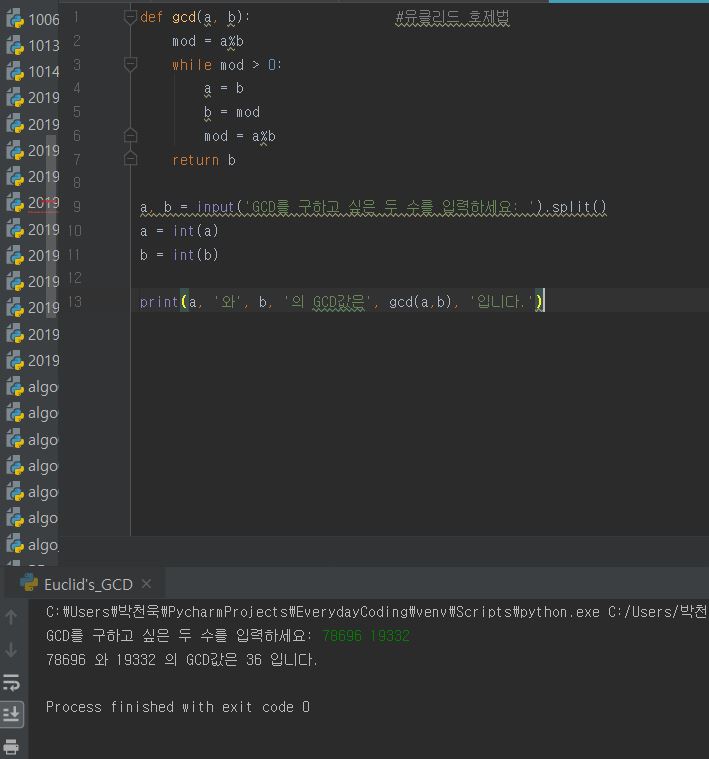 1006
1013
1014
2019
2019
2019
2019
2019
2019
2019
2019
2019
2019
2019
algo
algo
algo
algo
algo
algo
algo_
1 def gcd(a, b): #유클리드 호제법
2 mod = a%b
3 while mod > 0:
4 a = b
5 b = mod
6 mod = a%b
7 return b
8
9 a, b = input('GCD를 구하고 싶은 두 수를 입력하세요: ').split()
10 a = int(a)
11 b = int(b)
12
13 print(a, '와', b, '의 GCD값은', gcd(a,b), '입니다.')
Euclid's_GCD
C:₩Users₩박천욱₩PycharmProjects₩EverydayCoding₩venv₩Scripts₩python.exe C:/Users/박천
GCD를 구하고 싶은 두 수를 입력하세요: 78696 19332
78696 와 19332 의 GCD값은 36 입니다.
Process finished with exit code 0